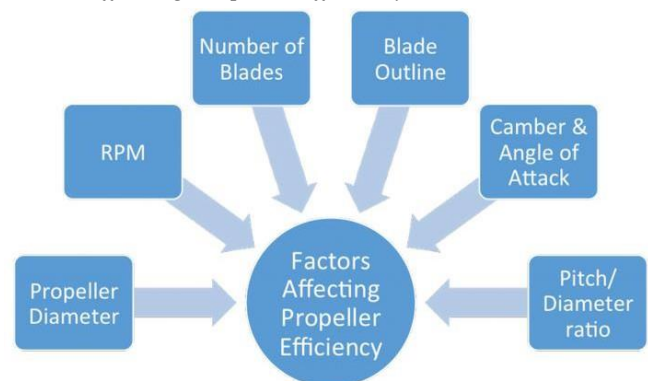 Number of
Blades
Blade
Outline
RPM
Camber &
Angle of
Attack
Propeller
Diameter
Factors
Affecting
Propeller
Efficiency
Pitch/
Diameter
ratio